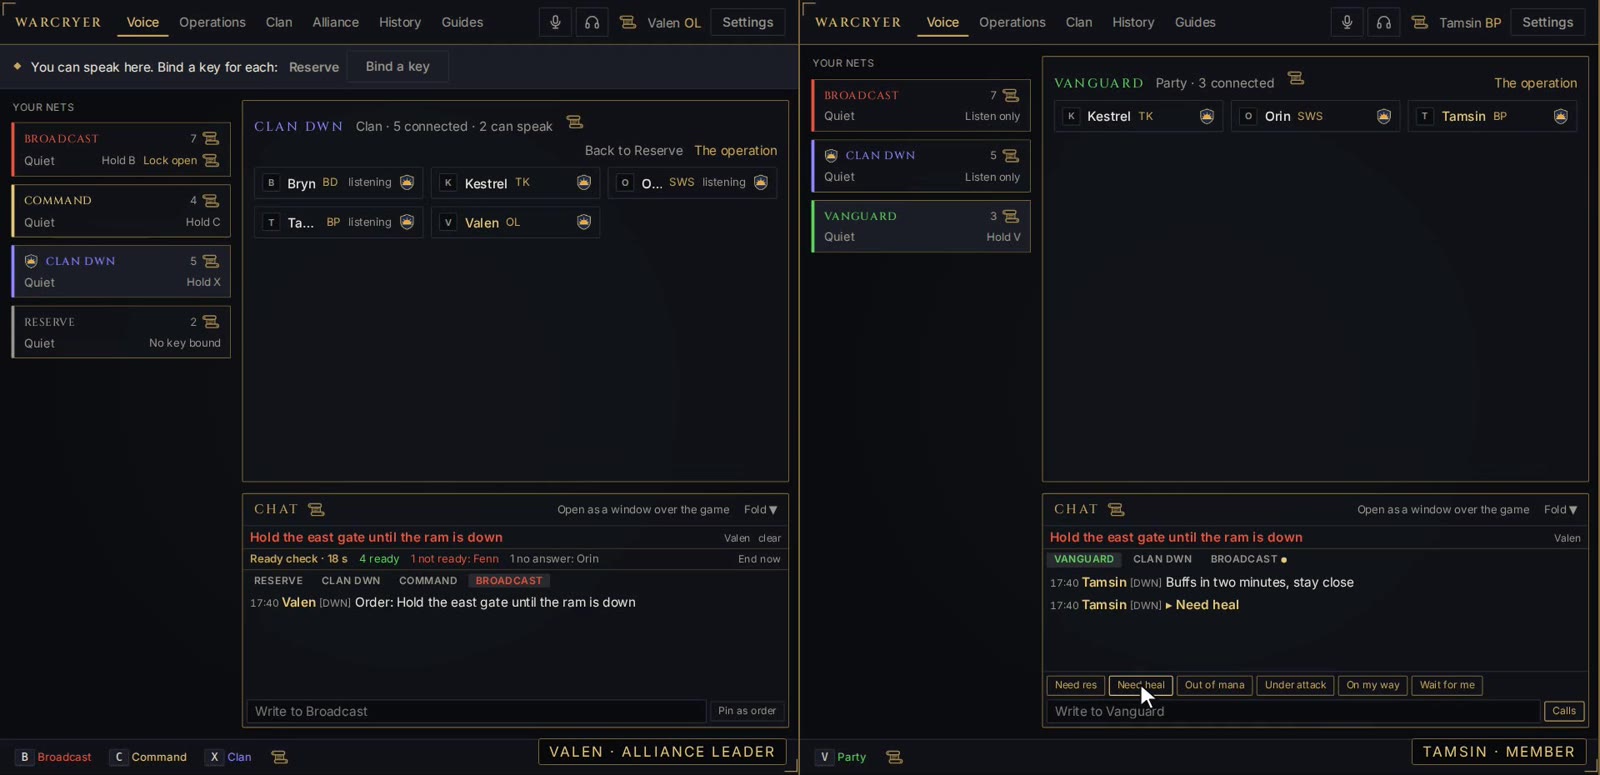 WARCRYER Voice Operations Clan Alliance History Guides Valen OL Settings
You can speak here. Bind a key for each: Reserve Bind a key
YOUR NETS
BROADCAST 7
Quiet Hold B Lock open
COMMAND 4
Quiet Hold C
CLAN DWN 5
Quiet Hold X
RESERVE 2
Quiet No key bound
CLAN DWN Clan · 5 connected · 2 can speak
Back to Reserve The operation
B Bryn BD listening K Kestrel TK O O... SWS listening
T Ta... BP listening V Valen OL
CHAT Open as a window over the game Fold ▼
Hold the east gate until the ram is down Valen clear
Ready check · 18 s 4 ready 1 not ready: Fenn 1 no answer: Orin End now
RESERVE CLAN DWN COMMAND BROADCAST
17:40 Valen [DWN] Order: Hold the east gate until the ram is down
Write to Broadcast Pin as order
B Broadcast C Command X Clan VALEN · ALLIANCE LEADER
WARCRYER Voice Operations Clan History Guides Tamsin BP Settings
YOUR NETS
BROADCAST 7
Quiet Listen only
CLAN DWN 5
Quiet Listen only
VANGUARD 3
Quiet Hold V
VANGUARD Party · 3 connected The operation
K Kestrel TK O Orin SWS T Tamsin BP
CHAT Open as a window over the game Fold ▼
Hold the east gate until the ram is down Valen
VANGUARD CLAN DWN BROADCAST
17:40 Tamsin [DWN] Buffs in two minutes, stay close
17:40 Tamsin [DWN] ▸ Need heal
Need res Need heal Out of mana Under attack On my way Wait for me
Write to Vanguard Calls
V Party TAMSIN · MEMBER